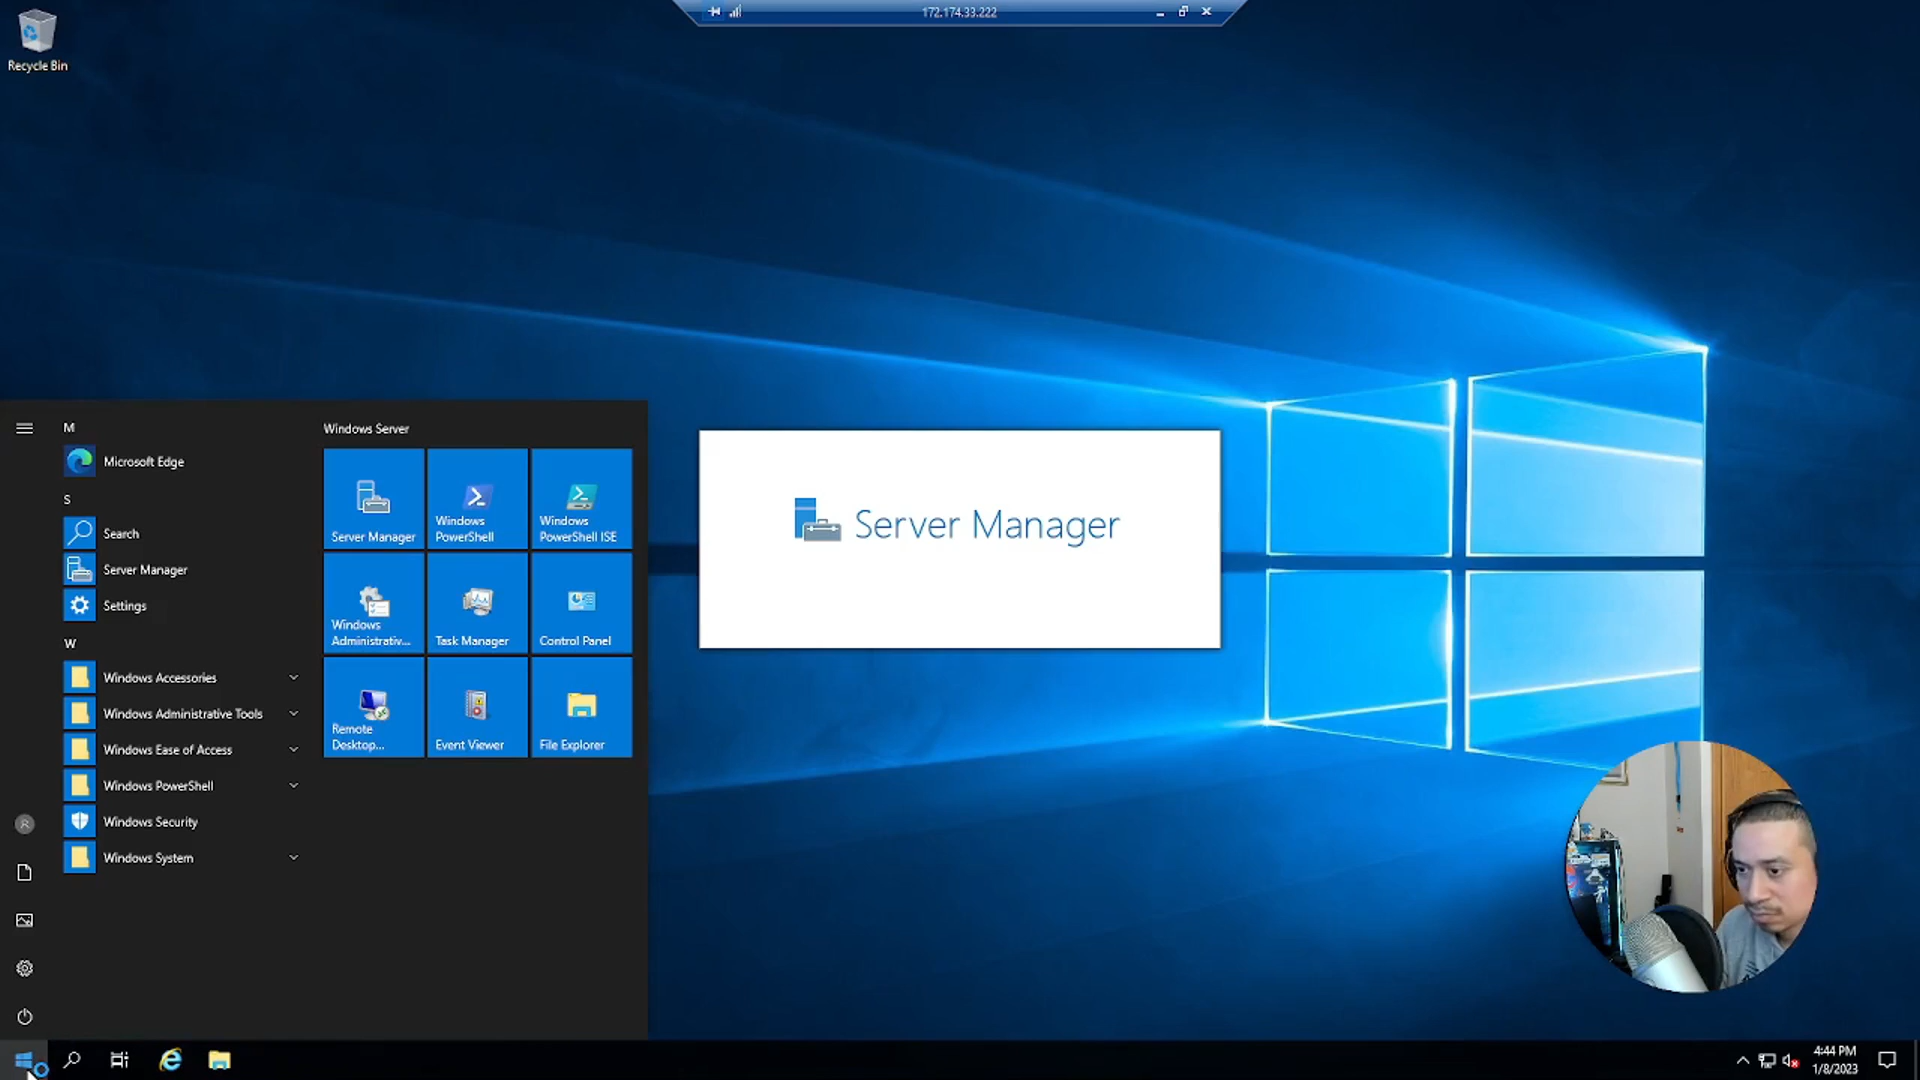 172.174.33.222
Recycle Bin
M
Microsoft Edge
S
Search
Server Manager
Settings
W
Windows Accessories
Windows Administrative Tools
Windows Ease of Access
Windows PowerShell
Windows Security
Windows System
Windows Server
Server Manager
Windows
PowerShell
Windows
PowerShell ISE
Windows
Administrativ...
Task Manager
Control Panel
Remote
Desktop...
Event Viewer
File Explorer
Server Manager
4:44 PM
1/8/2023